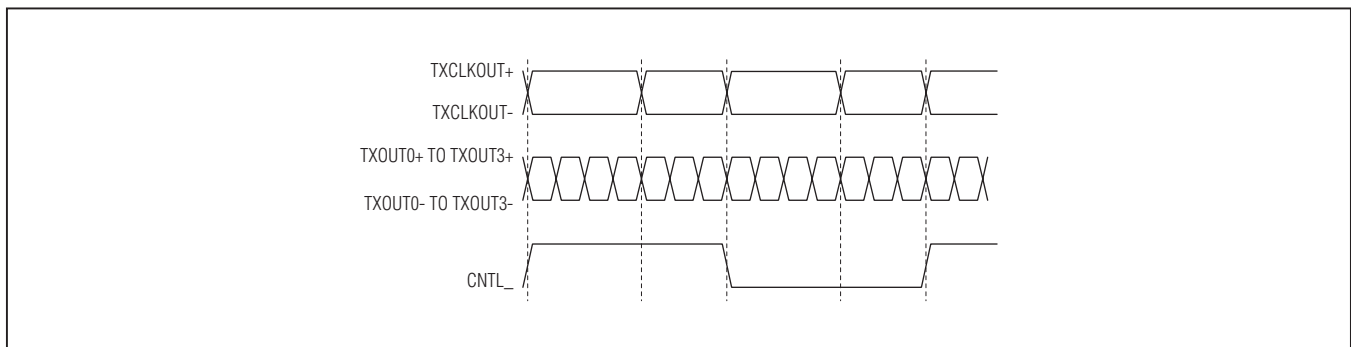 TXCLKOUT+
TXCLKOUT-
TXOUT0+ TO TXOUT3+
TXOUT0- TO TXOUT3-
CNTL_